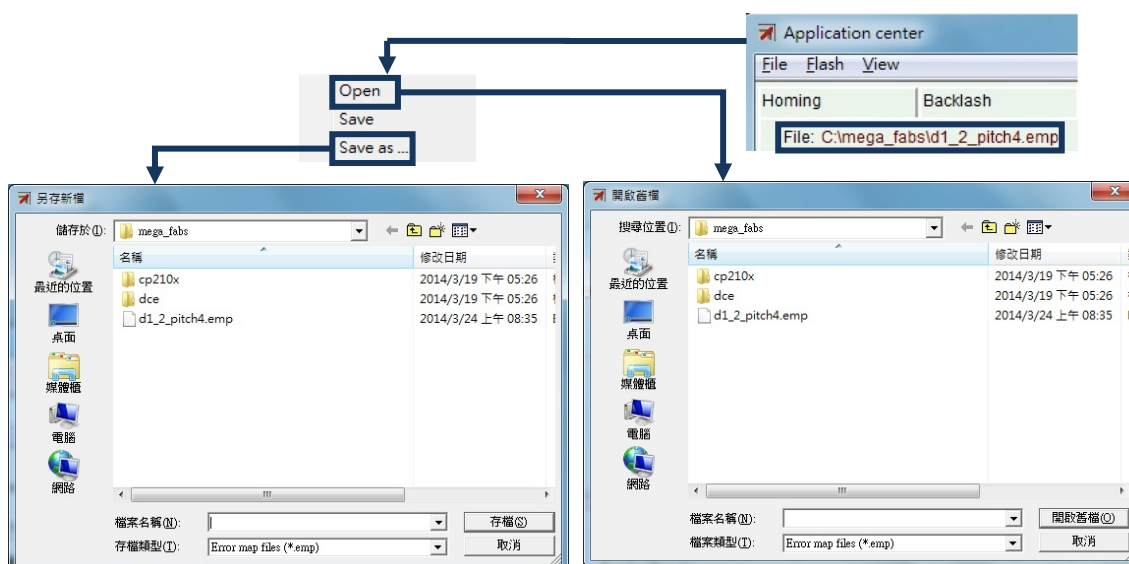 Application center
File Flash View
Homing Backlash
File: C:\mega_fabs\d1_2_pitch4.emp
Open
Save
Save as ...
另存新檔
儲存於(I): mega_fabs
名稱 修改日期
cp210x 2014/3/19 下午 05:26
dce 2014/3/19 下午 05:26
d1_2_pitch4.emp 2014/3/24 上午 08:35
最近的位置
桌面
媒體櫃
電腦
網路
檔案名稱(N): 存檔(S)
存檔類型(T): Error map files (*.emp) 取消
開啟舊檔
搜尋位置(I): mega_fabs
名稱 修改日期
cp210x 2014/3/19 下午 05:26
dce 2014/3/19 下午 05:26
d1_2_pitch4.emp 2014/3/24 上午 08:35
最近的位置
桌面
媒體櫃
電腦
網路
檔案名稱(N): 開啟舊檔(O)
檔案類型(T): Error map files (*.emp) 取消